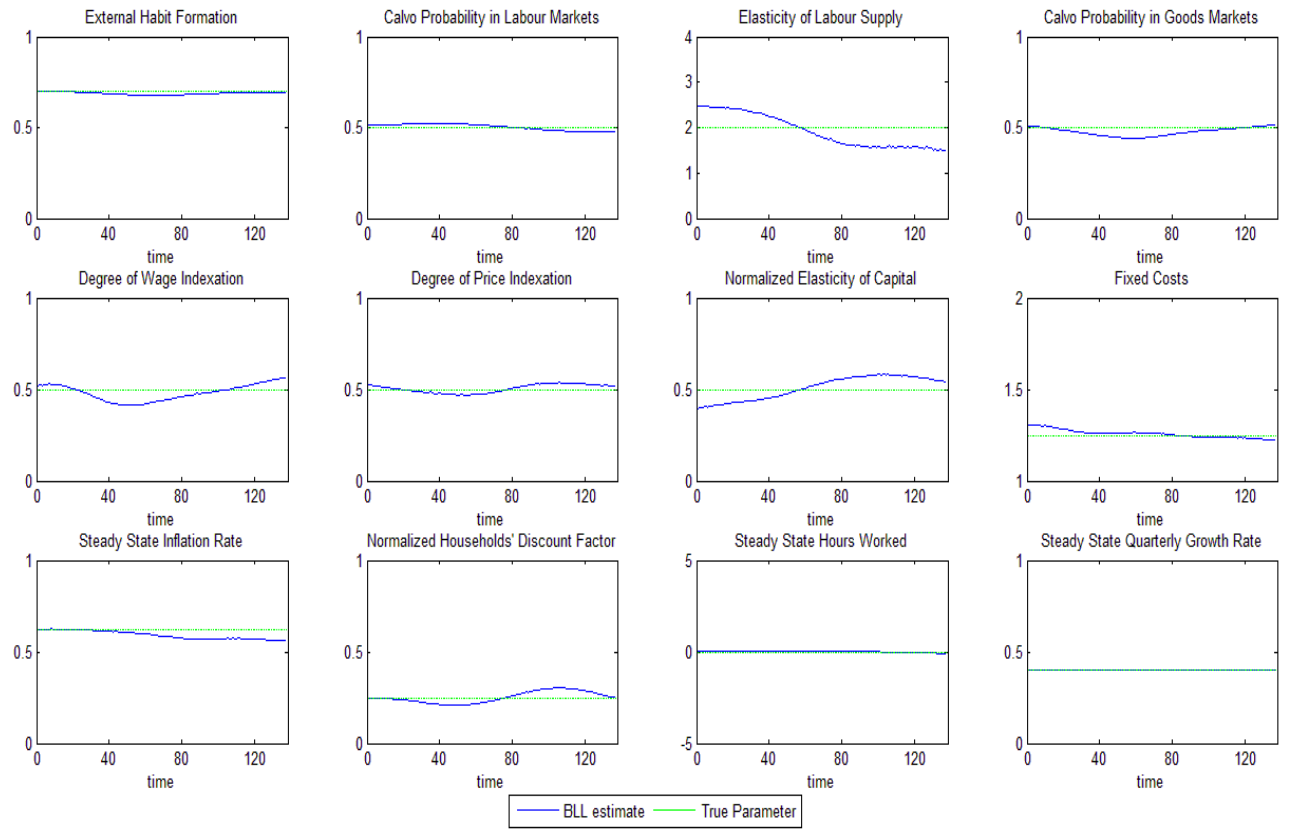 External Habit Formation
Calvo Probability in Labour Markets
Elasticity of Labour Supply
Calvo Probability in Goods Markets
1
0.5
0
0 40 80 120
time
1
0.5
0
0 40 80 120
time
4
3
2
1
0
0 40 80 120
time
1
0.5
0
0 40 80 120
time
Degree of Wage Indexation
Degree of Price Indexation
Normalized Elasticity of Capital
Fixed Costs
1
0.5
0
0 40 80 120
time
1
0.5
0
0 40 80 120
time
1
0.5
0
0 40 80 120
time
2
1.5
1
0 40 80 120
time
Steady State Inflation Rate
Normalized Households' Discount Factor
Steady State Hours Worked
Steady State Quarterly Growth Rate
1
0.5
0
0 40 80 120
time
1
0.5
0
0 40 80 120
time
5
0
-5
0 40 80 120
time
1
0.5
0
0 40 80 120
time
BLL estimate True Parameter